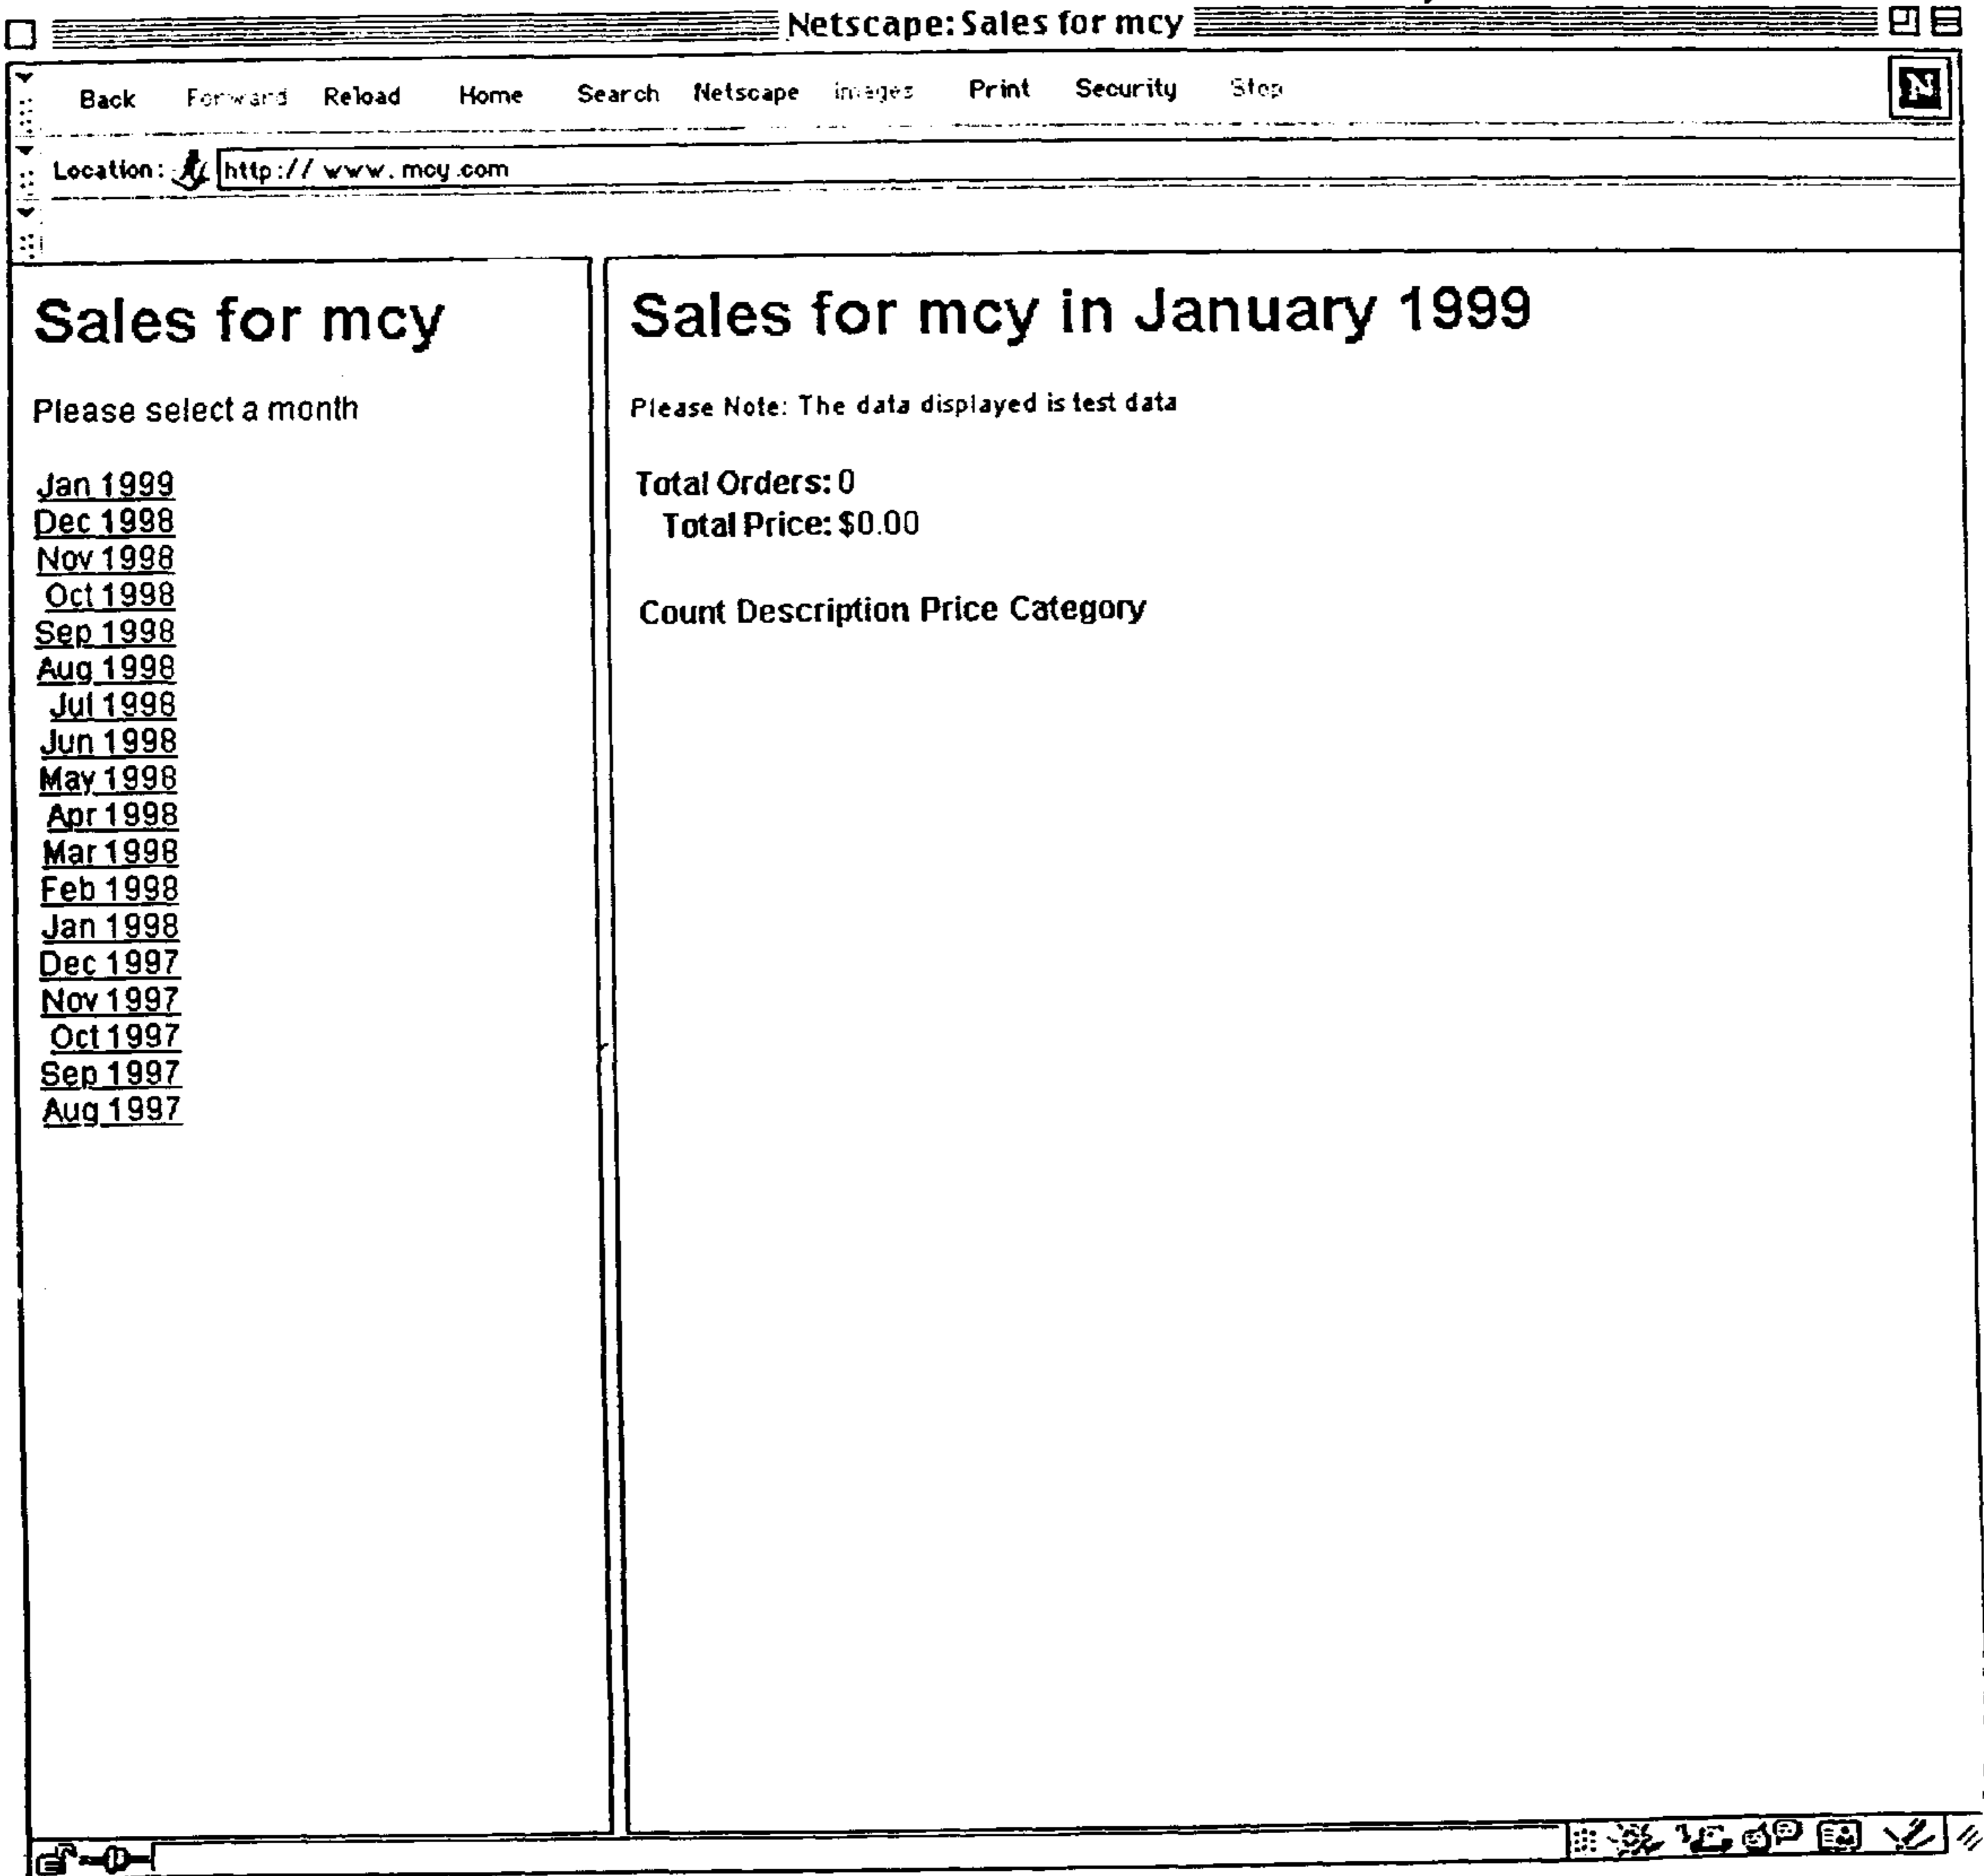 Netscape: Sales for mcy
Back Forward Reload Home Search Netscape Images Print Security Stop
N
Location: http://www.mcy.com
Sales for mcy
Please select a month
Jan 1999
Dec 1998
Nov 1998
Oct 1998
Sep 1998
Aug 1998
Jul 1998
Jun 1998
May 1998
Apr 1998
Mar 1998
Feb 1998
Jan 1998
Dec 1997
Nov 1997
Oct 1997
Sep 1997
Aug 1997
Sales for mcy in January 1999
Please Note: The data displayed is test data
Total Orders: 0
Total Price: $0.00
Count Description Price Category